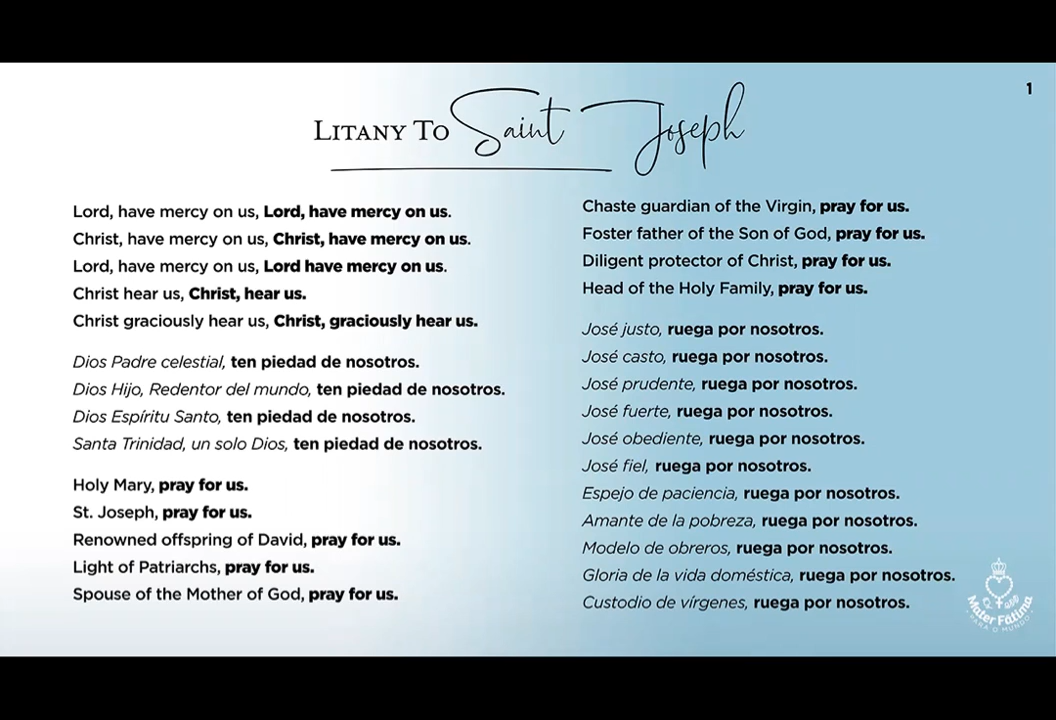 1
LITANY TO Saint Joseph
Lord, have mercy on us, Lord, have mercy on us.
Christ, have mercy on us, Christ, have mercy on us.
Lord, have mercy on us, Lord have mercy on us.
Christ hear us, Christ, hear us.
Christ graciously hear us, Christ, graciously hear us.
Dios Padre celestial, ten piedad de nosotros.
Dios Hijo, Redentor del mundo, ten piedad de nosotros.
Dios Espíritu Santo, ten piedad de nosotros.
Santa Trinidad, un solo Dios, ten piedad de nosotros.
Holy Mary, pray for us.
St. Joseph, pray for us.
Renowned offspring of David, pray for us.
Light of Patriarchs, pray for us.
Spouse of the Mother of God, pray for us.
Chaste guardian of the Virgin, pray for us.
Foster father of the Son of God, pray for us.
Diligent protector of Christ, pray for us.
Head of the Holy Family, pray for us.
José justo, ruega por nosotros.
José casto, ruega por nosotros.
José prudente, ruega por nosotros.
José fuerte, ruega por nosotros.
José obediente, ruega por nosotros.
José fiel, ruega por nosotros.
Espejo de paciencia, ruega por nosotros.
Amante de la pobreza, ruega por nosotros.
Modelo de obreros, ruega por nosotros.
Gloria de la vida doméstica, ruega por nosotros.
Custodio de vírgenes, ruega por nosotros.
Mater Fátima
PARA O MUNDO